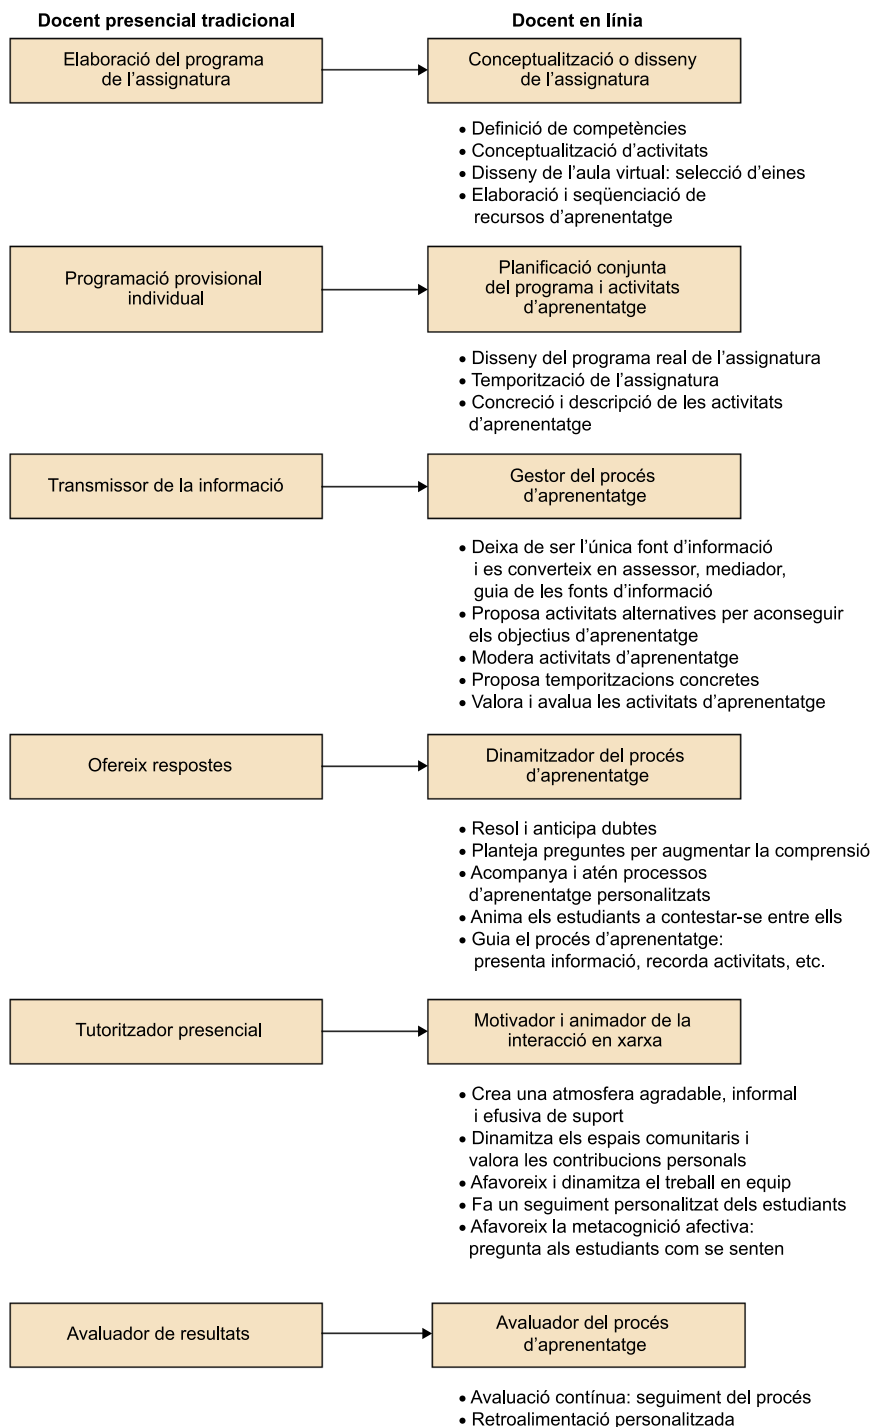 Docent presencial tradicional
Docent en línia
Elaboració del programa
de l’assignatura
Conceptualització o disseny
de l’assignatura
• Definició de competències
• Conceptualització d’activitats
• Disseny de l’aula virtual: selecció d’eines
• Elaboració i seqüenciació de
recursos d’aprenentatge
Programació provisional
individual
Planificació conjunta
del programa i activitats
d’aprenentatge
• Disseny del programa real de l’assignatura
• Temporització de l’assignatura
• Concreció i descripció de les activitats
d’aprenentatge
Transmissor de la informació
Gestor del procés
d’aprenentatge
• Deixa de ser l’única font d’informació
i es converteix en assessor, mediador,
guia de les fonts d’informació
• Proposa activitats alternatives per aconseguir
els objectius d’aprenentatge
• Modera activitats d’aprenentatge
• Proposa temporitzacions concretes
• Valora i avalua les activitats d’aprenentatge
Ofereix respostes
Dinamitzador del procés
d’aprenentatge
• Resol i anticipa dubtes
• Planteja preguntes per augmentar la comprensió
• Acompanya i atén processos
d’aprenentatge personalitzats
• Anima els estudiants a contestar-se entre ells
• Guia el procés d’aprenentatge:
presenta informació, recorda activitats, etc.
Tutoritzador presencial
Motivador i animador de la
interacció en xarxa
• Crea una atmosfera agradable, informal
i efusiva de suport
• Dinamitza els espais comunitaris i
valora les contribucions personals
• Afavoreix i dinamitza el treball en equip
• Fa un seguiment personalitzat dels estudiants
• Afavoreix la metacognició afectiva:
pregunta als estudiants com se senten
Avaluador de resultats
Avaluador del procés
d’aprenentatge
• Avaluació contínua: seguiment del procés
• Retroalimentació personalitzada